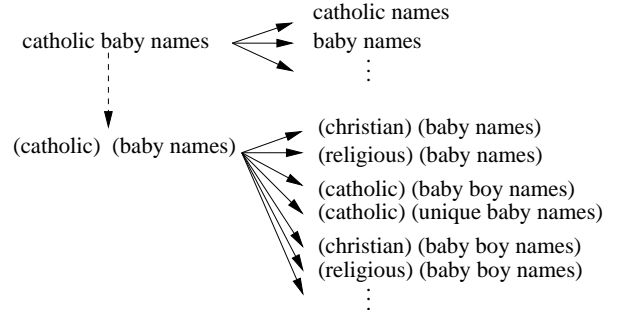 catholic names
catholic baby names
baby names
⋮
(christian) (baby names)
(catholic) (baby names)
(religious) (baby names)
(catholic) (baby boy names)
(catholic) (unique baby names)
(christian) (baby boy names)
(religious) (baby boy names)
⋮